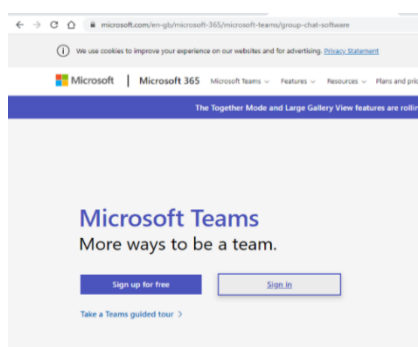 microsoft.com/en-gb/microsoft-365/microsoft-teams/group-chat-software
We use cookies to improve your experience on our websites and for advertising. Privacy Statement
Microsoft | Microsoft 365 Microsoft Teams Features Resources Plans and pric
The Together Mode and Large Gallery View features are rollin
Microsoft Teams
More ways to be a team.
Sign up for free Sign in
Take a Teams guided tour >